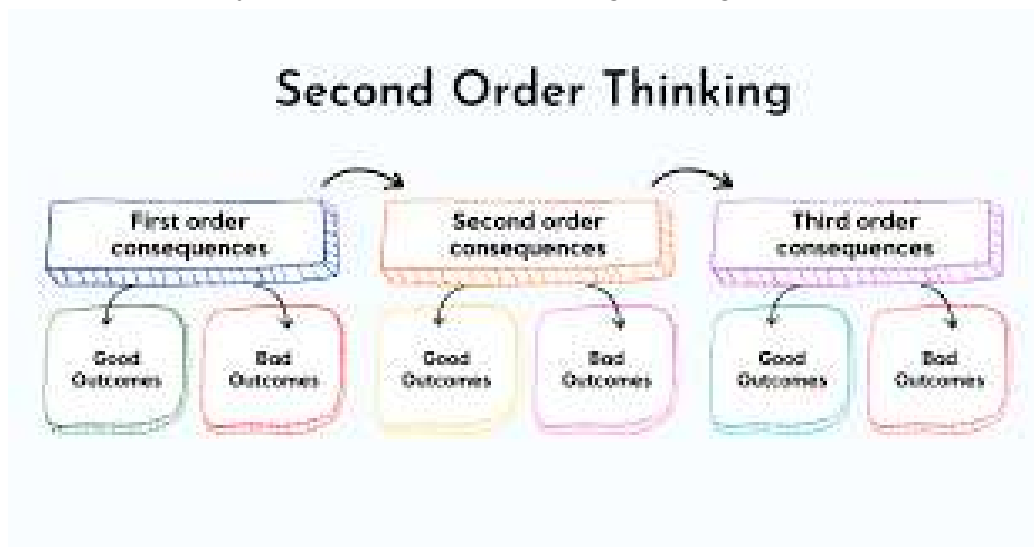 Second Order Thinking
First order
consequences
Second order
consequences
Third order
consequences
Good
Outcomes
Bad
Outcomes
Good
Outcomes
Bad
Outcomes
Good
Outcomes
Bad
Outcomes